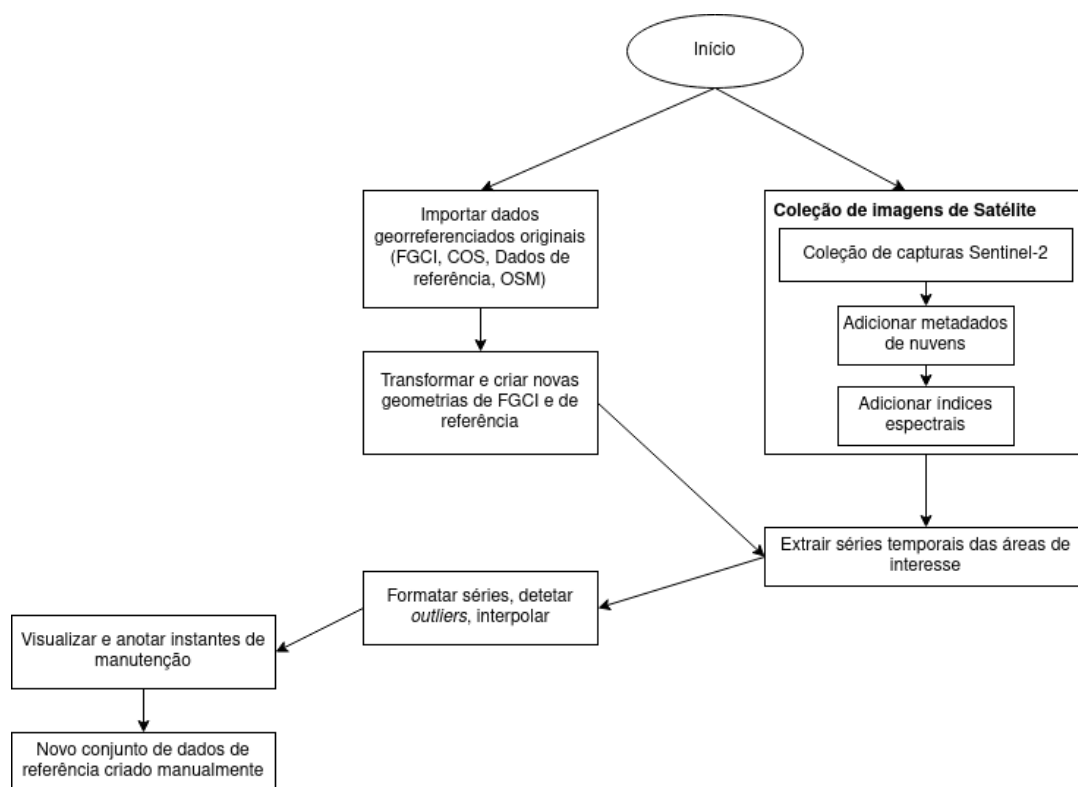 Início
Importar dados
georreferenciados originais
(FGCI, COS, Dados de
referência, OSM)
Transformar e criar novas
geometrias de FGCI e de
referência
Coleção de imagens de Satélite
Coleção de capturas Sentinel-2
Adicionar metadados
de nuvens
Adicionar índices
espectrais
Extrair séries temporais das áreas de
interesse
Formatar séries, detetar
outliers, interpolar
Visualizar e anotar instantes de
manutenção
Novo conjunto de dados de
referência criado manualmente